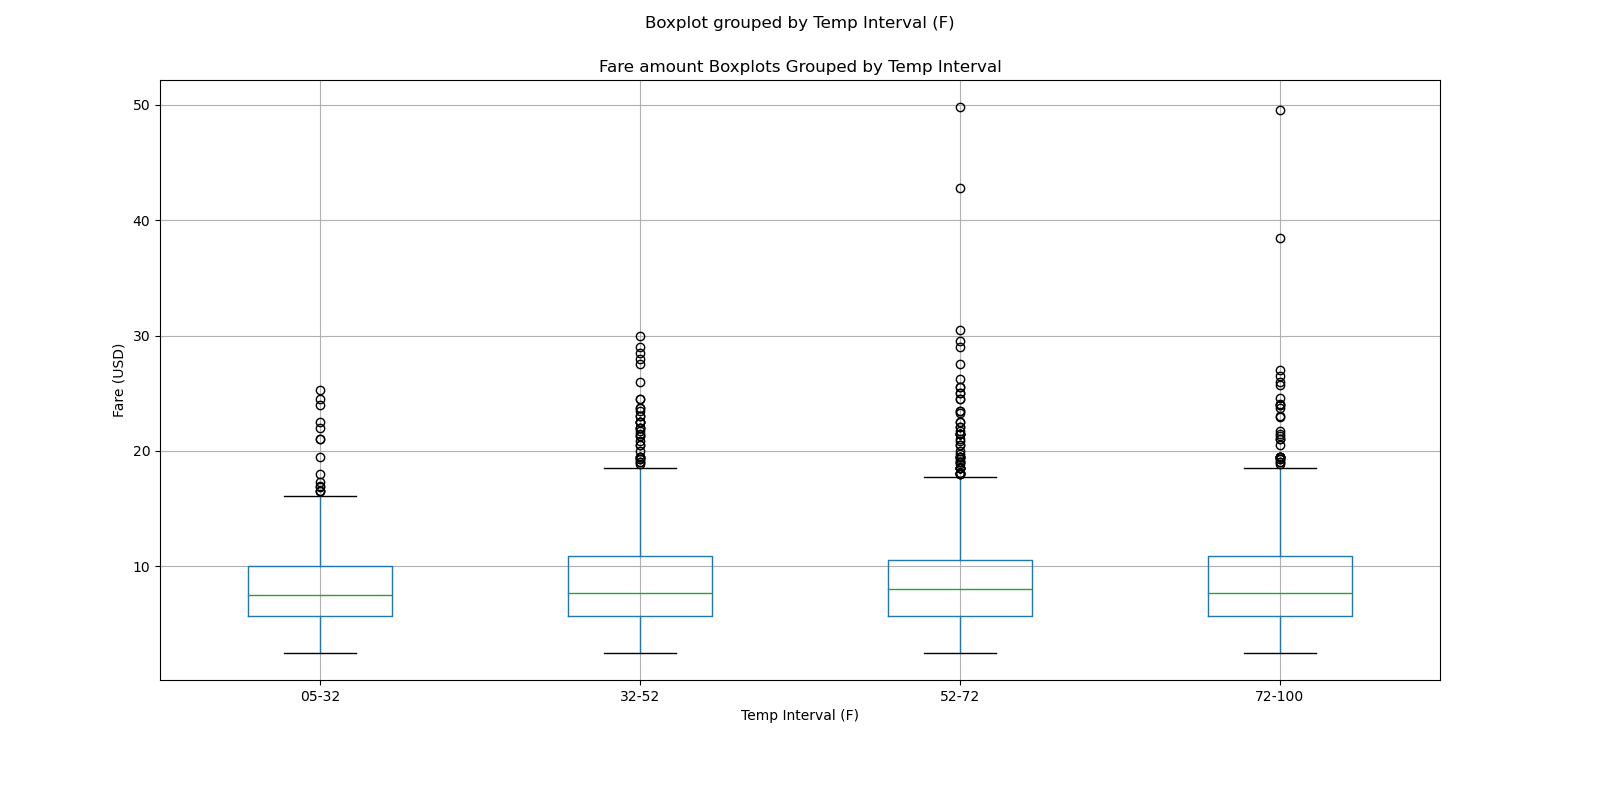 Boxplot grouped by Temp Interval (F)
Fare amount Boxplots Grouped by Temp Interval
50
40
30
20
10
Fare (USD)
05-32
32-52
52-72
72-100
Temp Interval (F)